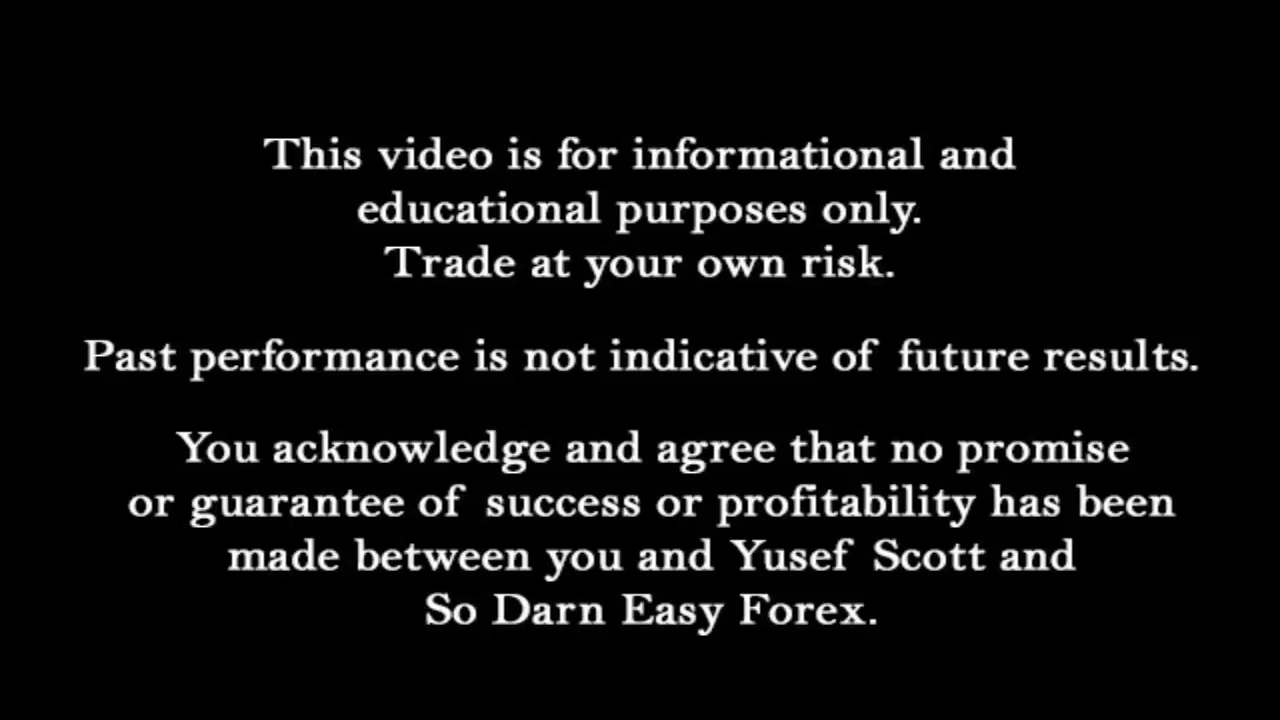 This video is for informational and
educational purposes only.
Trade at your own risk.
Past performance is not indicative of future results.
You acknowledge and agree that no promise
or guarantee of success or profitability has been
made between you and Yusef Scott and
So Darn Easy Forex.